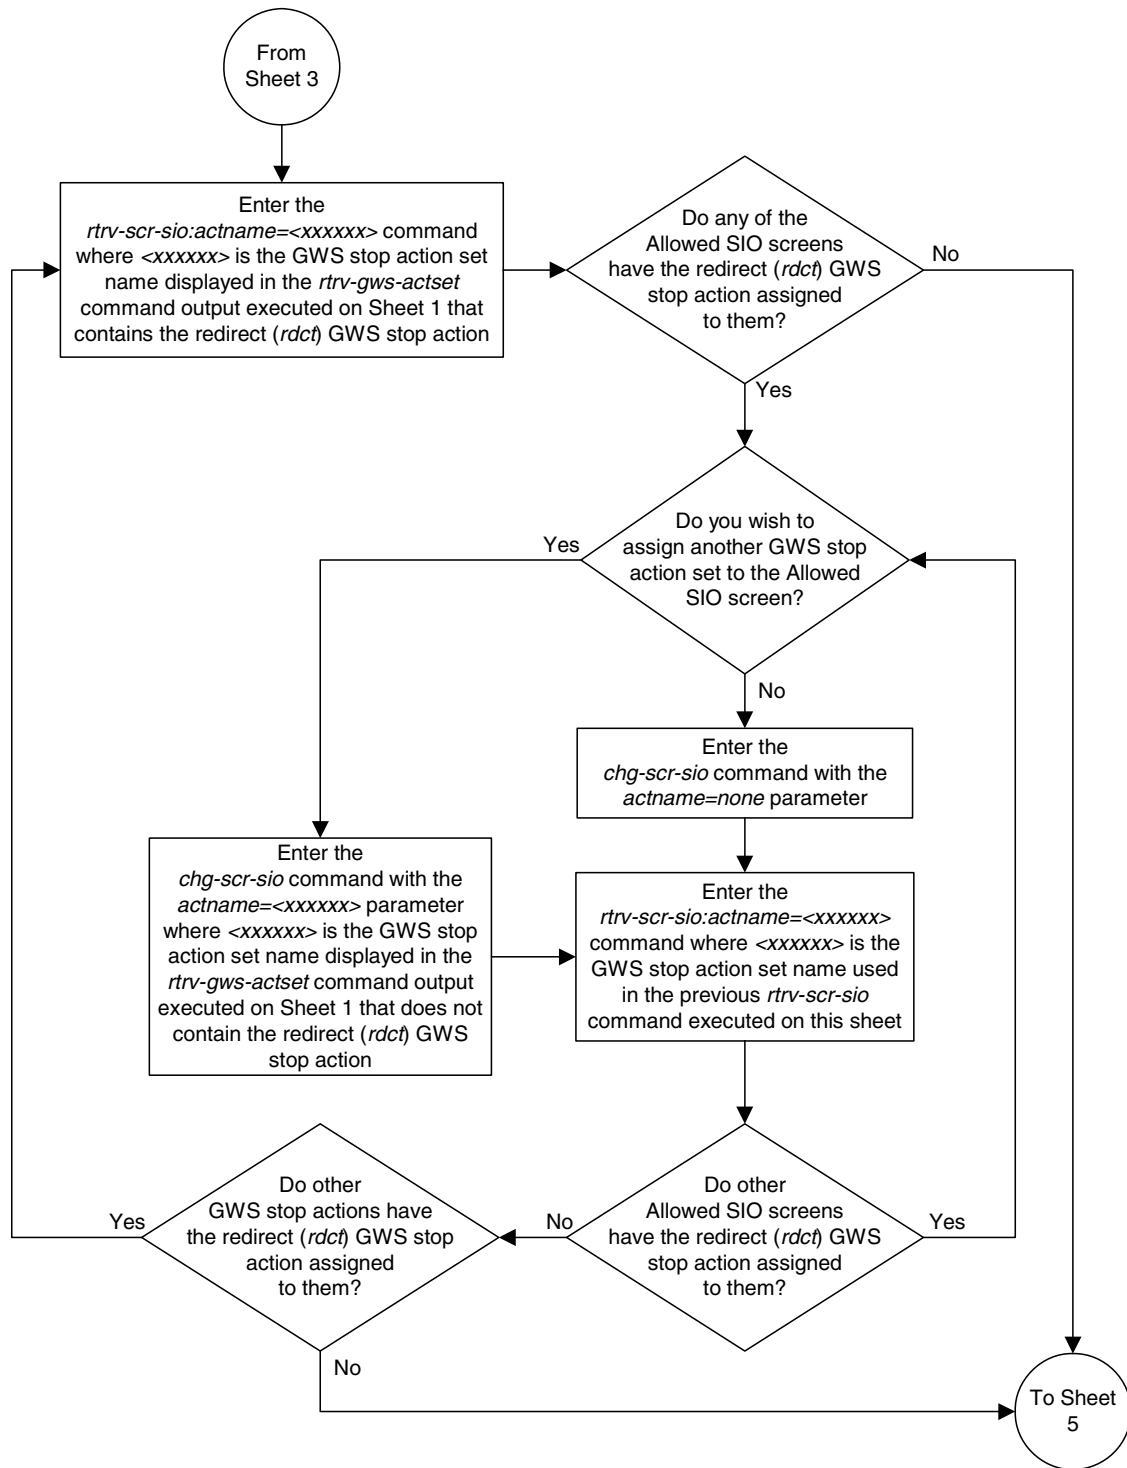 From
Sheet 3
Enter the
rtrv-scr-sio:actname=<xxxxxx> command
where <xxxxxx> is the GWS stop action set
name displayed in the rtrv-gws-actset
command output executed on Sheet 1 that
contains the redirect (rdct) GWS stop action
Do any of the
Allowed SIO screens
have the redirect (rdct) GWS
stop action assigned
to them?
No
Yes
Do you wish to
assign another GWS stop
action set to the Allowed
SIO screen?
Yes
No
Enter the
chg-scr-sio command with the
actname=none parameter
Enter the
chg-scr-sio command with the
actname=<xxxxxx> parameter
where <xxxxxx> is the GWS stop
action set name displayed in the
rtrv-gws-actset command output
executed on Sheet 1 that does not
contain the redirect (rdct) GWS
stop action
Enter the
rtrv-scr-sio:actname=<xxxxxx>
command where <xxxxxx> is the
GWS stop action set name used
in the previous rtrv-scr-sio
command executed on this sheet
Do other
Allowed SIO screens
have the redirect (rdct) GWS
stop action assigned
to them?
Yes
No
Do other
GWS stop actions have
the redirect (rdct) GWS stop
action assigned
to them?
Yes
No
To Sheet
5